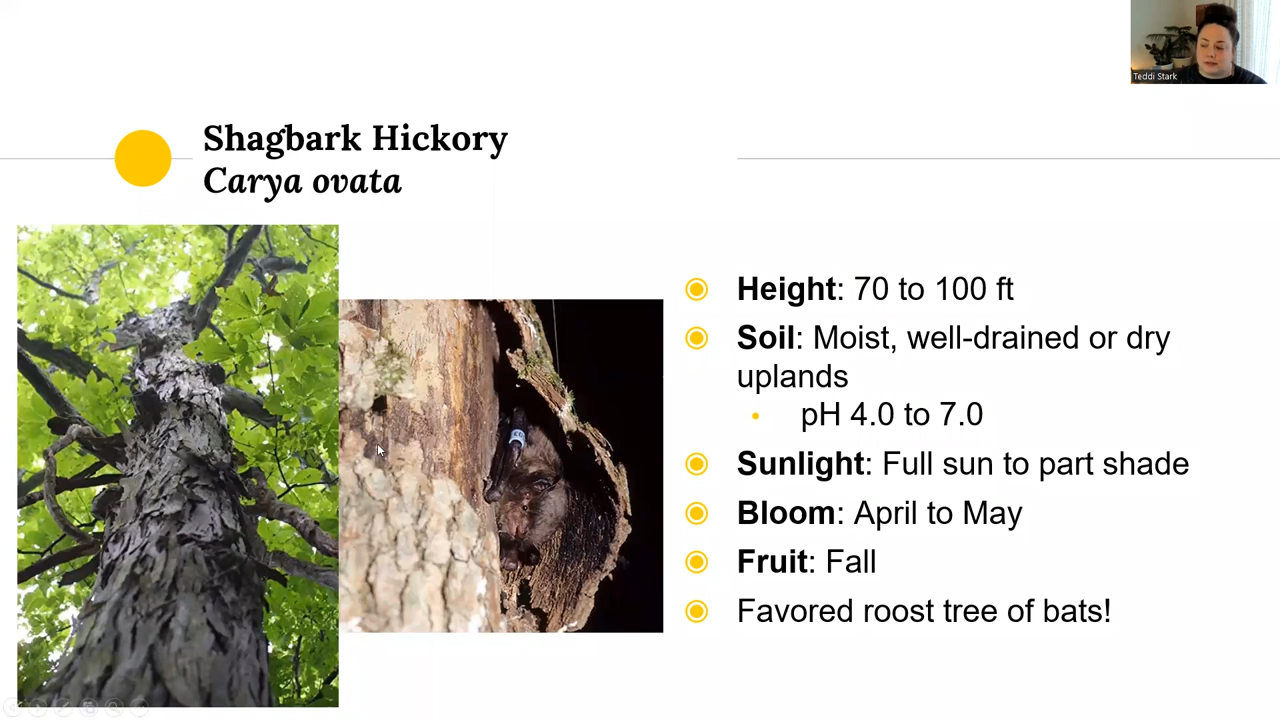 Teddi Stark
Shagbark Hickory
Carya ovata
Height: 70 to 100 ft
Soil: Moist, well-drained or dry
uplands
pH 4.0 to 7.0
Sunlight: Full sun to part shade
Bloom: April to May
Fruit: Fall
Favored roost tree of bats!